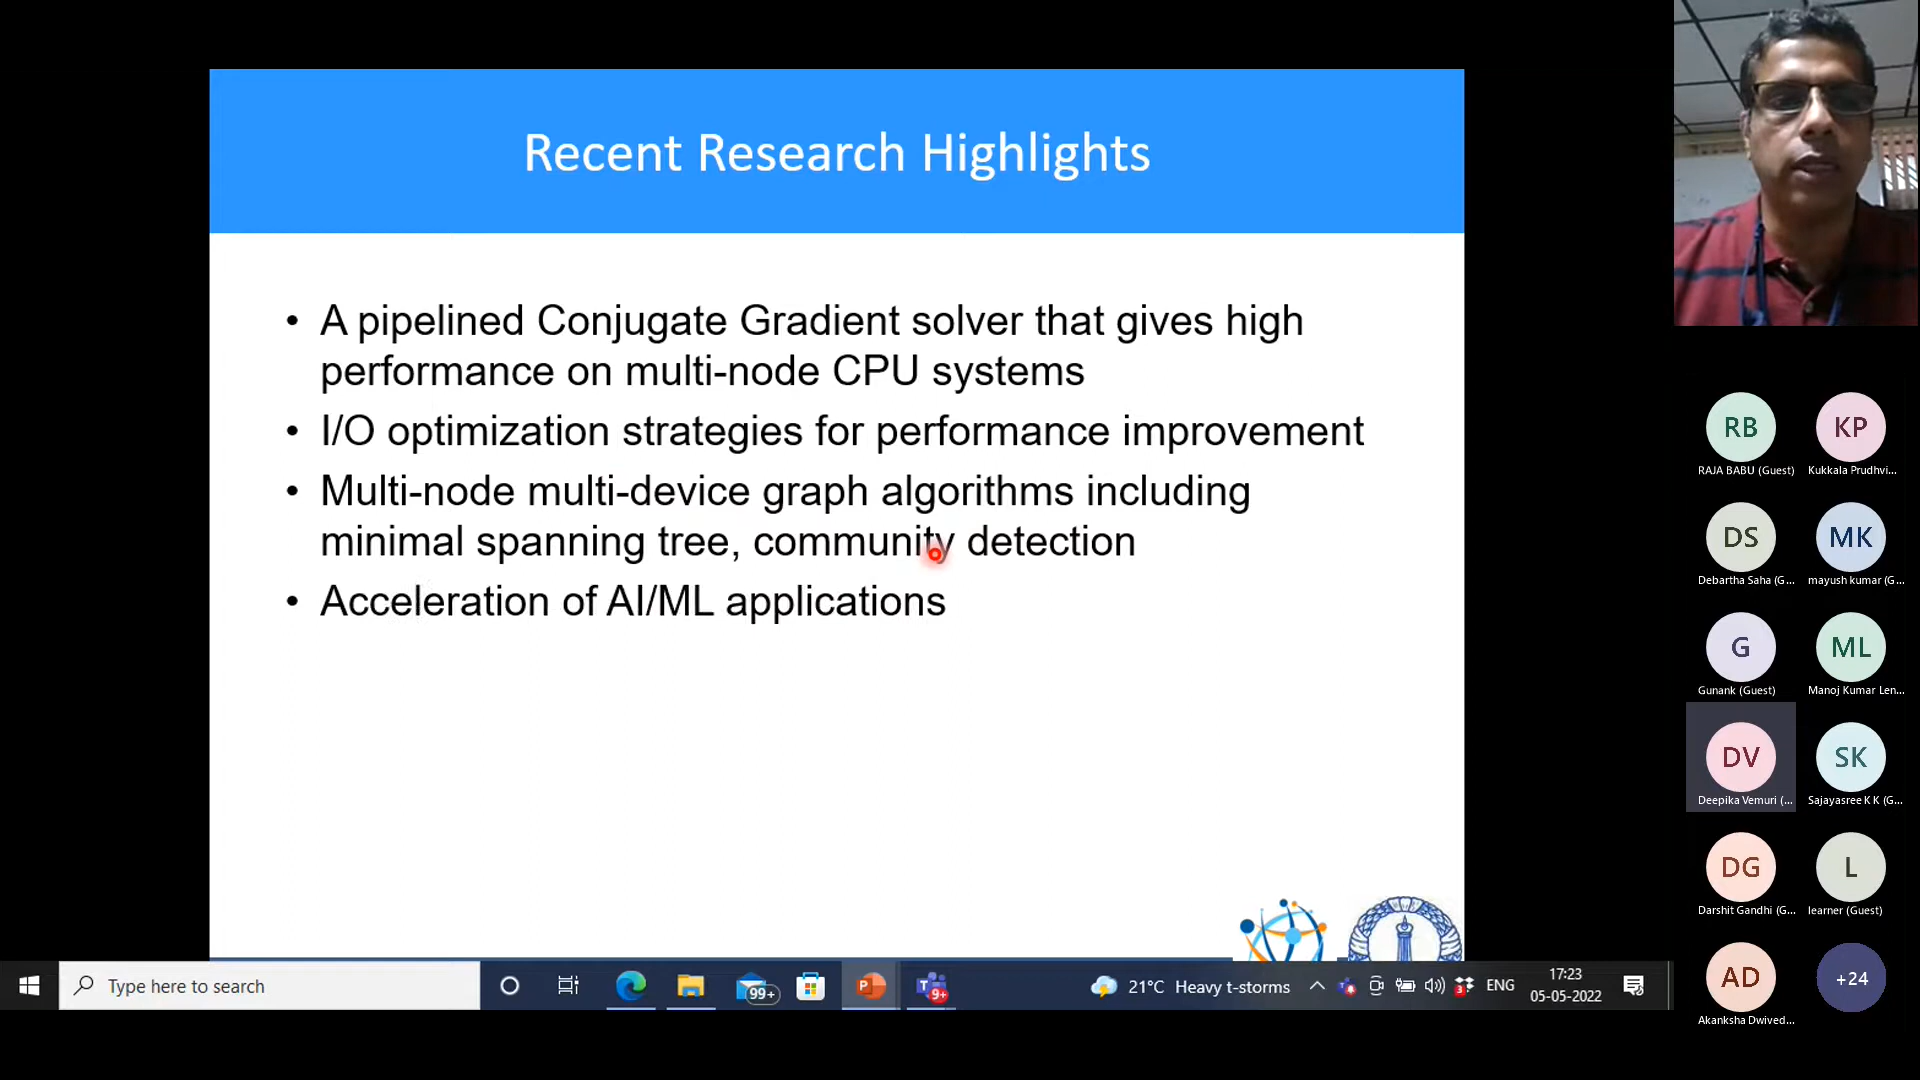 Recent Research Highlights
• A pipelined Conjugate Gradient solver that gives high
performance on multi-node CPU systems
• I/O optimization strategies for performance improvement
• Multi-node multi-device graph algorithms including
minimal spanning tree, community detection
• Acceleration of AI/ML applications
RB KP
RAJA BABU (Guest) Kukkala Prudhvi...
DS MK
Debartha Saha (G... mayush kumar (G...
G ML
Gunank (Guest) Manoj Kumar Len...
DV SK
Deepika Vemuri (... Sajayasree K K (G...
DG L
Darshit Gandhi (G... learner (Guest)
AD +24
Akanksha Dwived...
Type here to search
99+
P
T
9+
21°C Heavy t-storms
3
ENG
17:23
05-05-2022